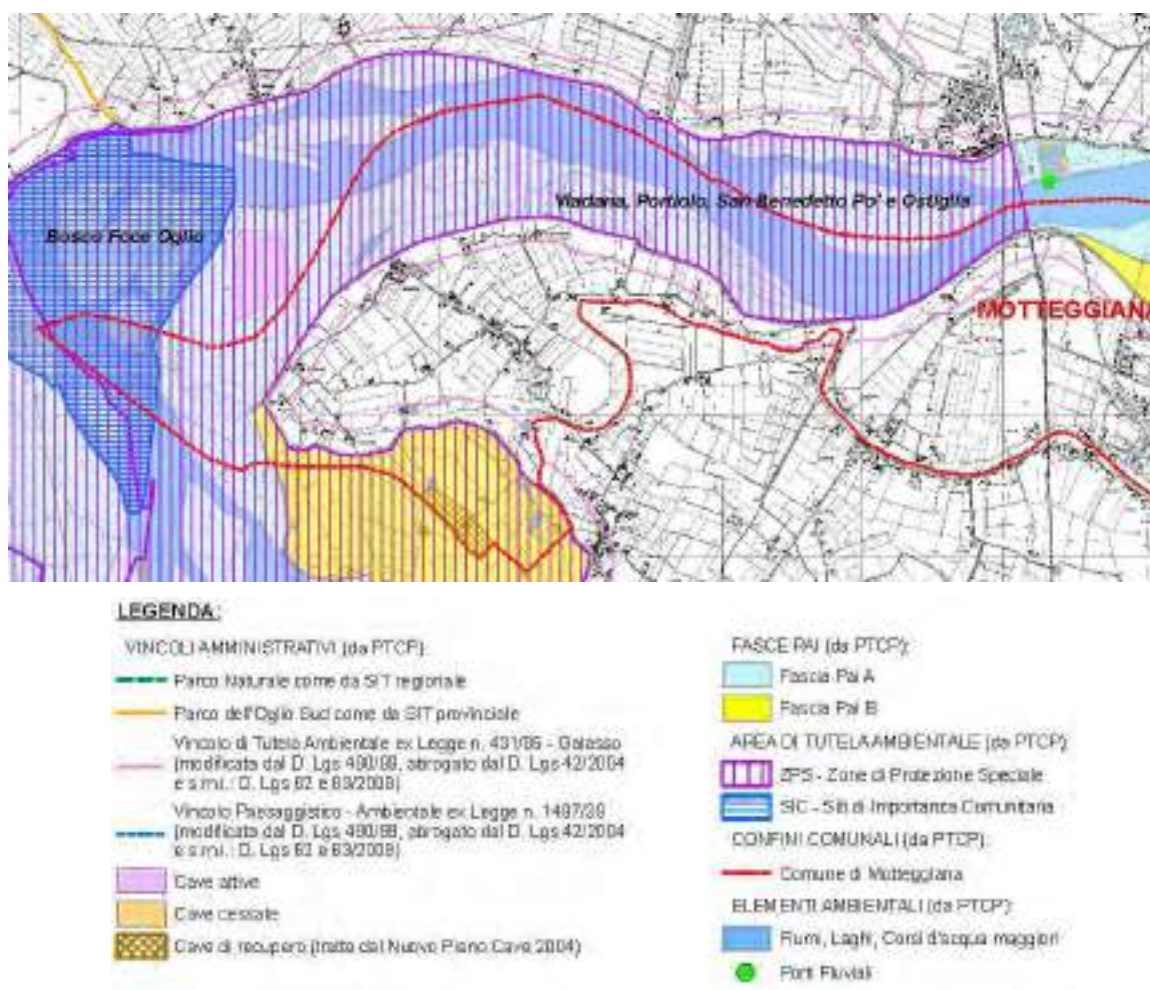 Viadana, Portiolo, San Benedetto Po' e Ostiglia
Bosco Foce Oglio
MOTTEGGIANA
LEGENDA:
VINCOLI AMMINISTRATIVI (da PTCP):
Parco Naturale come da SIT regionale
Parco dell'Oglio Sud come da SIT provinciale
Vincolo di Tutela Ambientale ex Legge n. 431/85 - Galasso
(modificata dal D. Lgs 490/99, abrogato dal D. Lgs 42/2004
e s.mi.: D. Lgs 62 e 63/2008)
Vincolo Paesaggistico - Ambientale ex Legge n. 1497/39
(modificata dal D. Lgs 490/99, abrogato dal D. Lgs 42/2004
e s.mi.: D. Lgs 62 e 63/2008)
Cave attive
Cave cessate
Cave di recupero (tratte dal Nuovo Piano Cave 2004)
FASCE PAI (da PTCP):
Fascia Pai A
Fascia Pai B
AREA DI TUTELA AMBIENTALE (da PTCP):
ZPS - Zone di Protezione Speciale
SIC - Siti di Importanza Comunitaria
CONFINI COMUNALI (da PTCP):
Comune di Motteggiana
ELEMENTI AMBIENTALI (da PTCP):
Fiumi, Laghi, Corsi d'acqua maggiori
Porti Fluviali